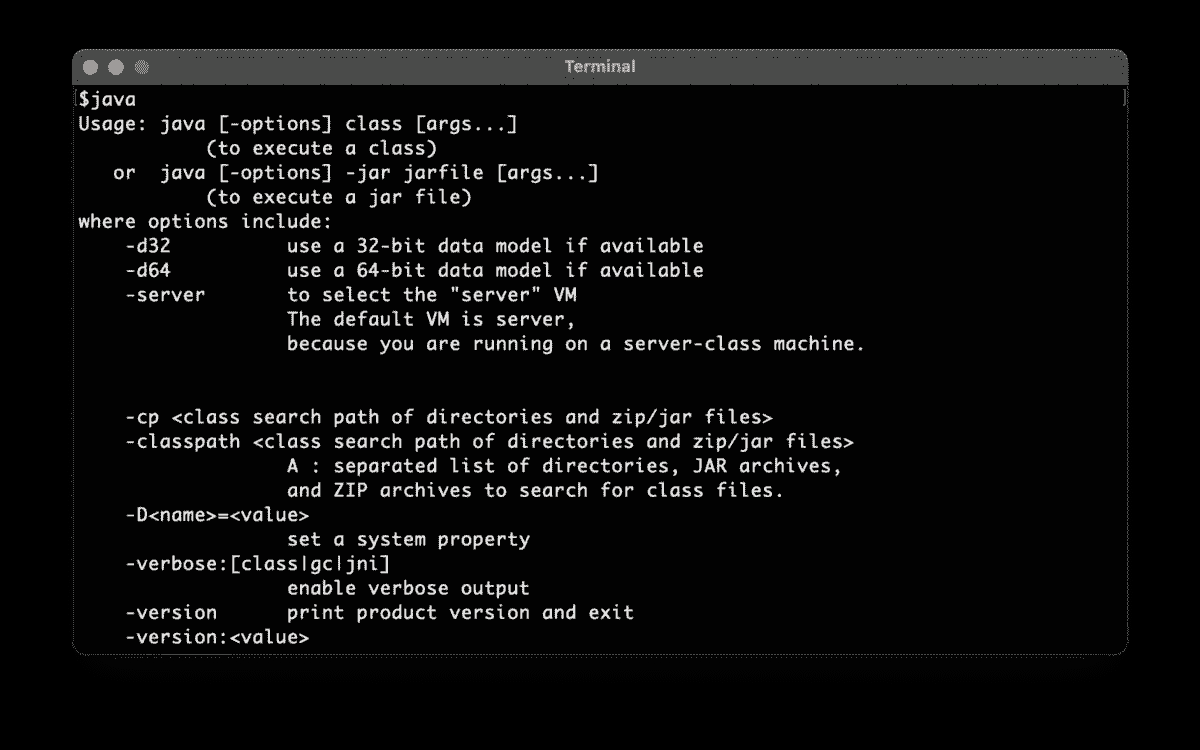 Terminal
$java
Usage: java [-options] class [args...]
           (to execute a class)
   or  java [-options] -jar jarfile [args...]
           (to execute a jar file)
where options include:
    -d32          use a 32-bit data model if available
    -d64          use a 64-bit data model if available
    -server       to select the "server" VM
                  The default VM is server,
                  because you are running on a server-class machine.
    -cp <class search path of directories and zip/jar files>
    -classpath <class search path of directories and zip/jar files>
                  A : separated list of directories, JAR archives,
                  and ZIP archives to search for class files.
    -D<name>=<value>
                  set a system property
    -verbose:[class|gc|jni]
                  enable verbose output
    -version      print product version and exit
    -version:<value>